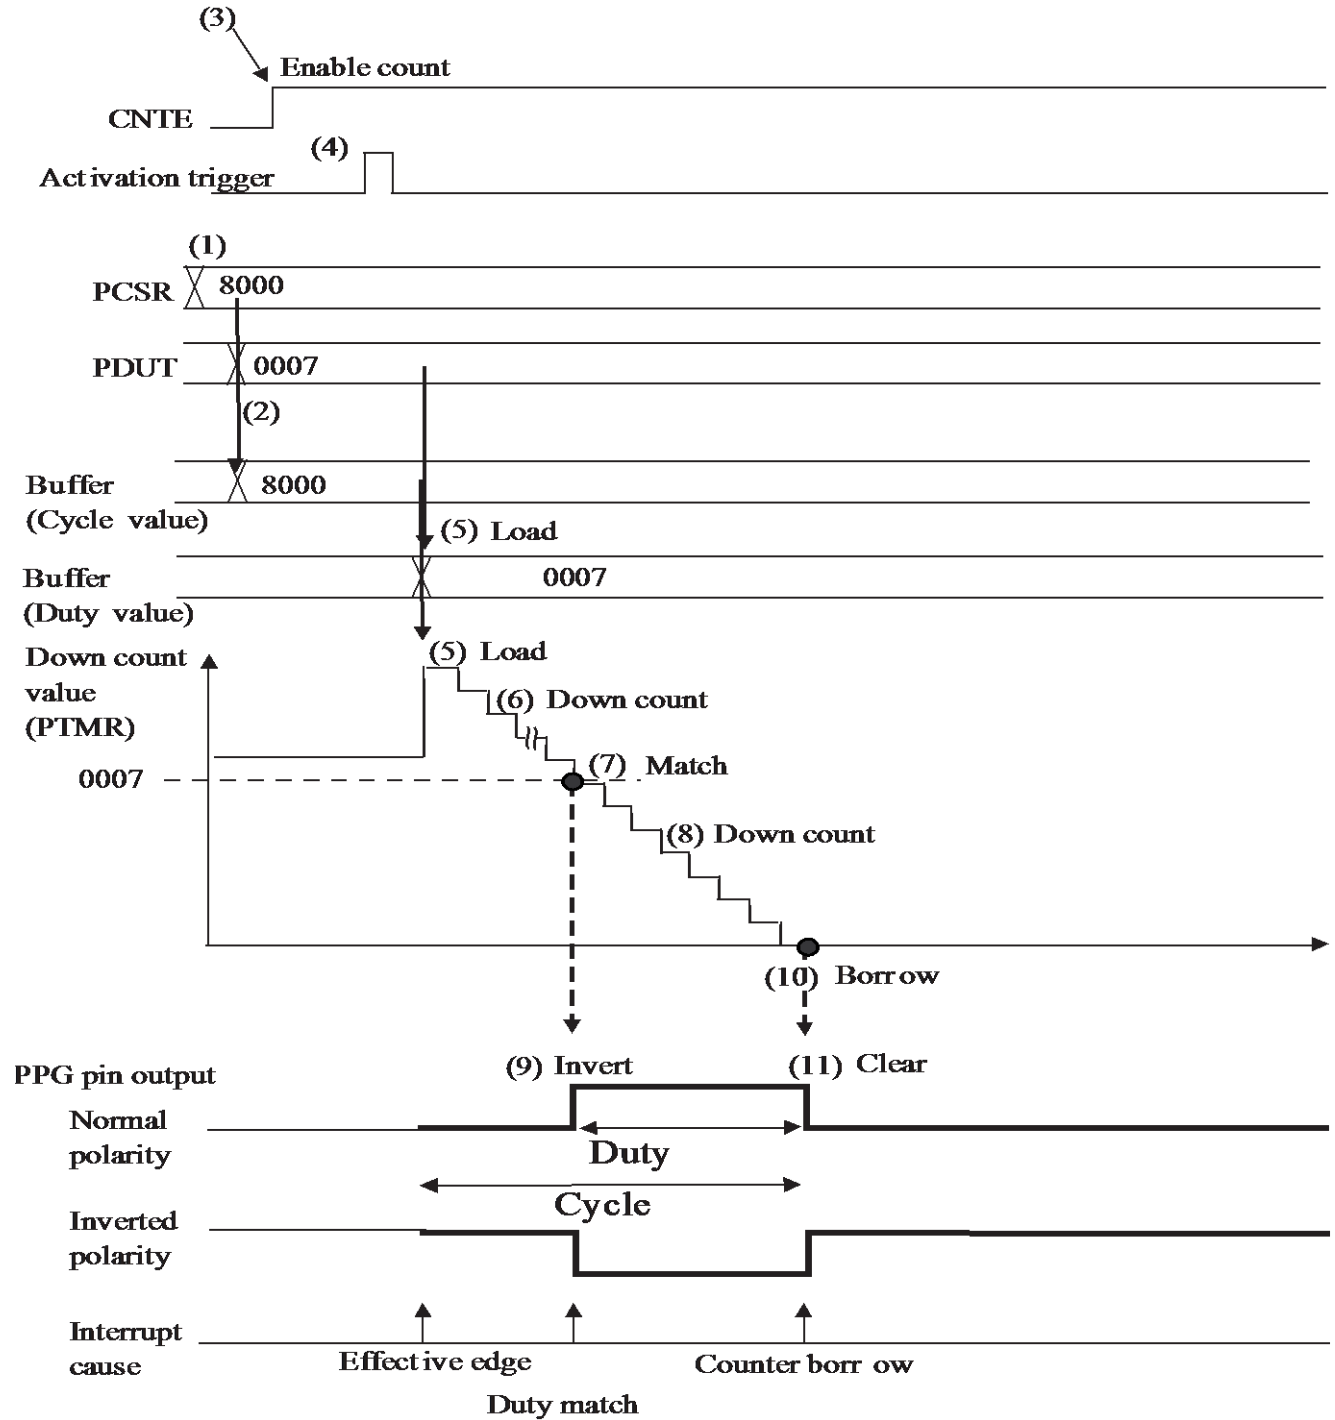 (3)
Enable count
CNTE
(4)
Activation trigger
(1)
PCSR 8000
PDUT 0007
(2)
Buffer
(Cycle value)
8000
(5) Load
Buffer
(Duty value)
0007
(5) Load
Down count
value
(PTMR)
(6) Down count
0007
(7) Match
(8) Down count
(10) Borrow
PPG pin output
(9) Invert
(11) Clear
Normal
polarity
Duty
Cycle
Inverted
polarity
Interrupt
cause
Effective edge
Duty match
Counter borrow